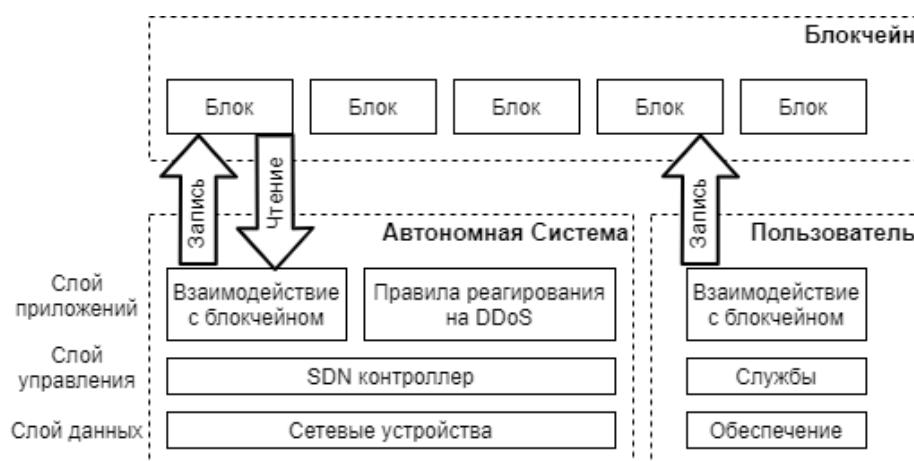 Блокчейн
Блок
Блок
Блок
Блок
Блок
Запись
Чтение
Запись
Автономная Система
Пользователь
Слой
приложений
Взаимодействие
с блокчейном
Правила реагирования
на DDoS
Взаимодействие
с блокчейном
Слой
управления
SDN контроллер
Службы
Слой данных
Сетевые устройства
Обеспечение